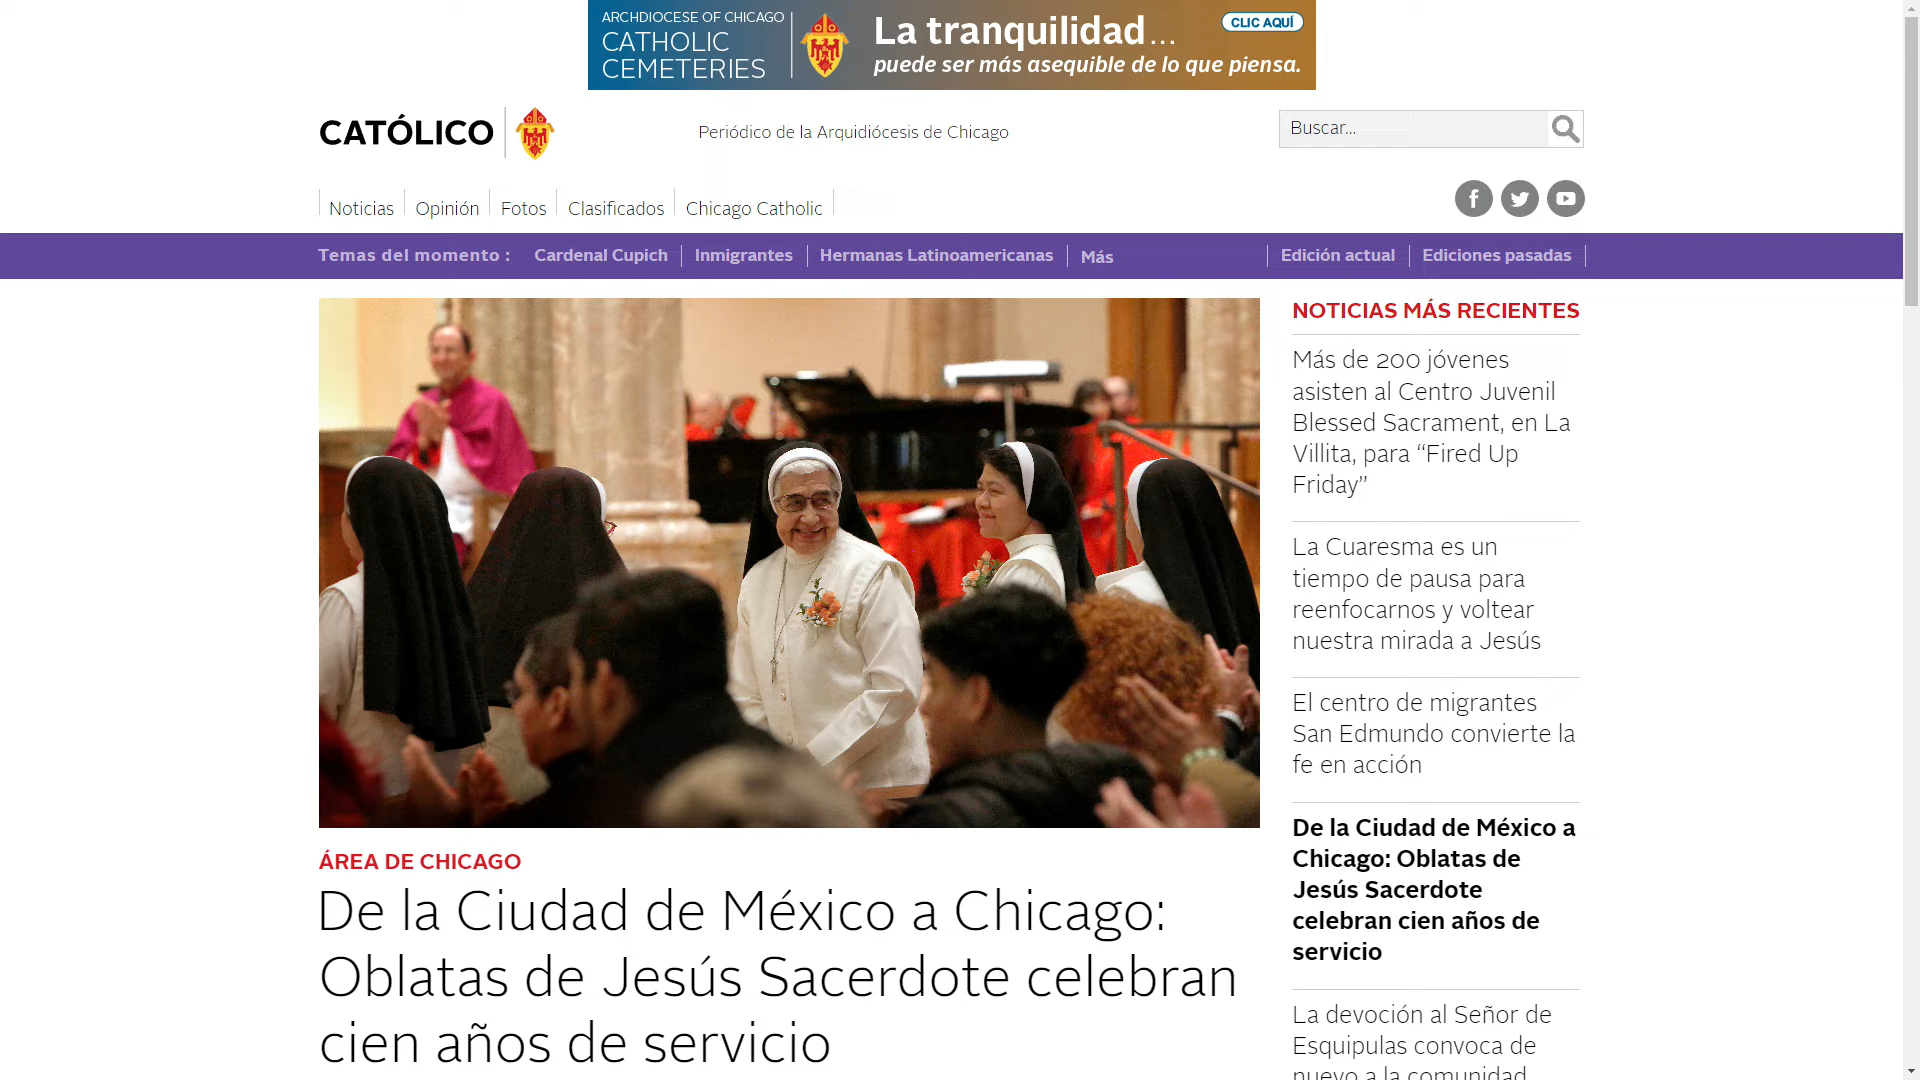 ARCHDIOCESE OF CHICAGO
CATHOLIC
CEMETERIES
La tranquilidad...
puede ser más asequible de lo que piensa.
CLIC AQUÍ
CATÓLICO
Periódico de la Arquidiócesis de Chicago
Buscar...
Noticias Opinión Fotos Clasificados Chicago Catholic
Temas del momento : Cardenal Cupich Inmigrantes Hermanas Latinoamericanas Más Edición actual Ediciones pasadas
ÁREA DE CHICAGO
De la Ciudad de México a Chicago:
Oblatas de Jesús Sacerdote celebran
cien años de servicio
NOTICIAS MÁS RECIENTES
Más de 200 jóvenes
asisten al Centro Juvenil
Blessed Sacrament, en La
Villita, para “Fired Up
Friday”
La Cuaresma es un
tiempo de pausa para
reenfocarnos y voltear
nuestra mirada a Jesús
El centro de migrantes
San Edmundo convierte la
fe en acción
De la Ciudad de México a
Chicago: Oblatas de
Jesús Sacerdote
celebran cien años de
servicio
La devoción al Señor de
Esquipulas convoca de
nuevo a la comunidad